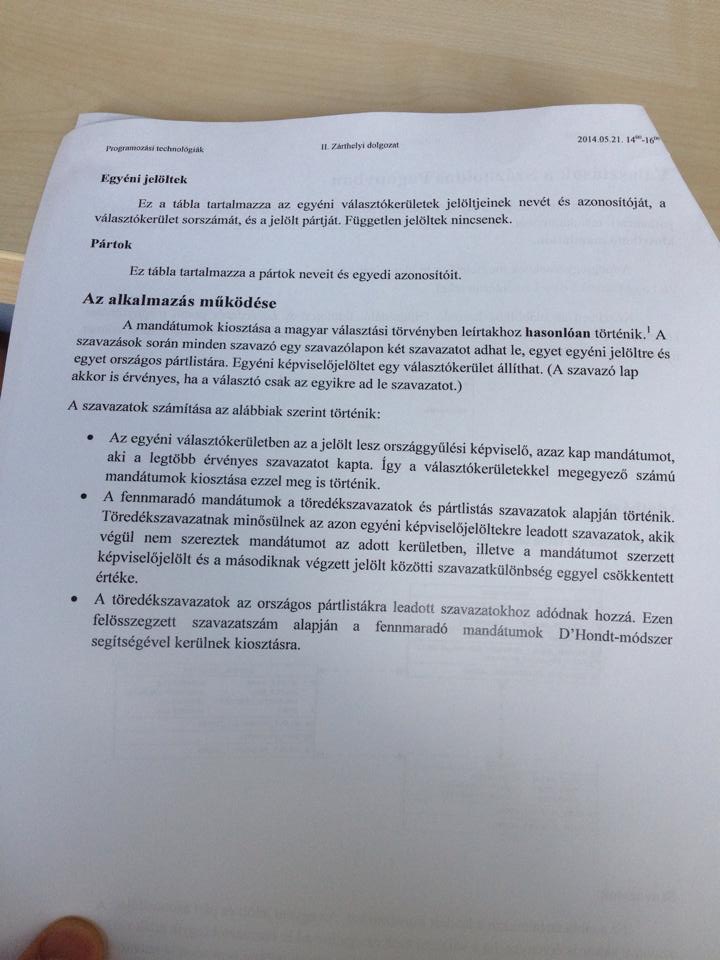 Programozási technológiák
II. Zárthelyi dolgozat
2014.05.21. 14⁰⁰-16⁰⁰
Egyéni jelöltek
Ez a tábla tartalmazza az egyéni választókerületek jelöltjeinek nevét és azonosítóját, a
választókerület sorszámát, és a jelölt pártját. Független jelöltek nincsenek.
Pártok
Ez tábla tartalmazza a pártok neveit és egyedi azonosítóit.
Az alkalmazás működése
A mandátumok kiosztása a magyar választási törvényben leírtakhoz hasonlóan történik.¹ A
szavazások során minden szavazó egy szavazólapon két szavazatot adhat le, egyet egyéni jelöltre és
egyet országos pártlistára. Egyéni képviselőjelöltet egy választókerület állíthat. (A szavazó lap
akkor is érvényes, ha a választó csak az egyikre ad le szavazatot.)
A szavazatok számítása az alábbiak szerint történik:
• Az egyéni választókerületben az a jelölt lesz országgyűlési képviselő, azaz kap mandátumot,
aki a legtöbb érvényes szavazatot kapta. Így a választókerületekkel megegyező számú
mandátumok kiosztása ezzel meg is történik.
• A fennmaradó mandátumok a töredékszavazatok és pártlistás szavazatok alapján történik.
Töredékszavazatnak minősülnek az azon egyéni képviselőjelöltekre leadott szavazatok, akik
végül nem szereztek mandátumot az adott kerületben, illetve a mandátumot szerzett
képviselőjelölt és a másodiknak végzett jelölt közötti szavazatkülönbség eggyel csökkentett
értéke.
• A töredékszavazatok az országos pártlistákra leadott szavazatokhoz adódnak hozzá. Ezen
felösszegzett szavazatszám alapján a fennmaradó mandátumok D'Hondt-módszer
segítségével kerülnek kiosztásra.